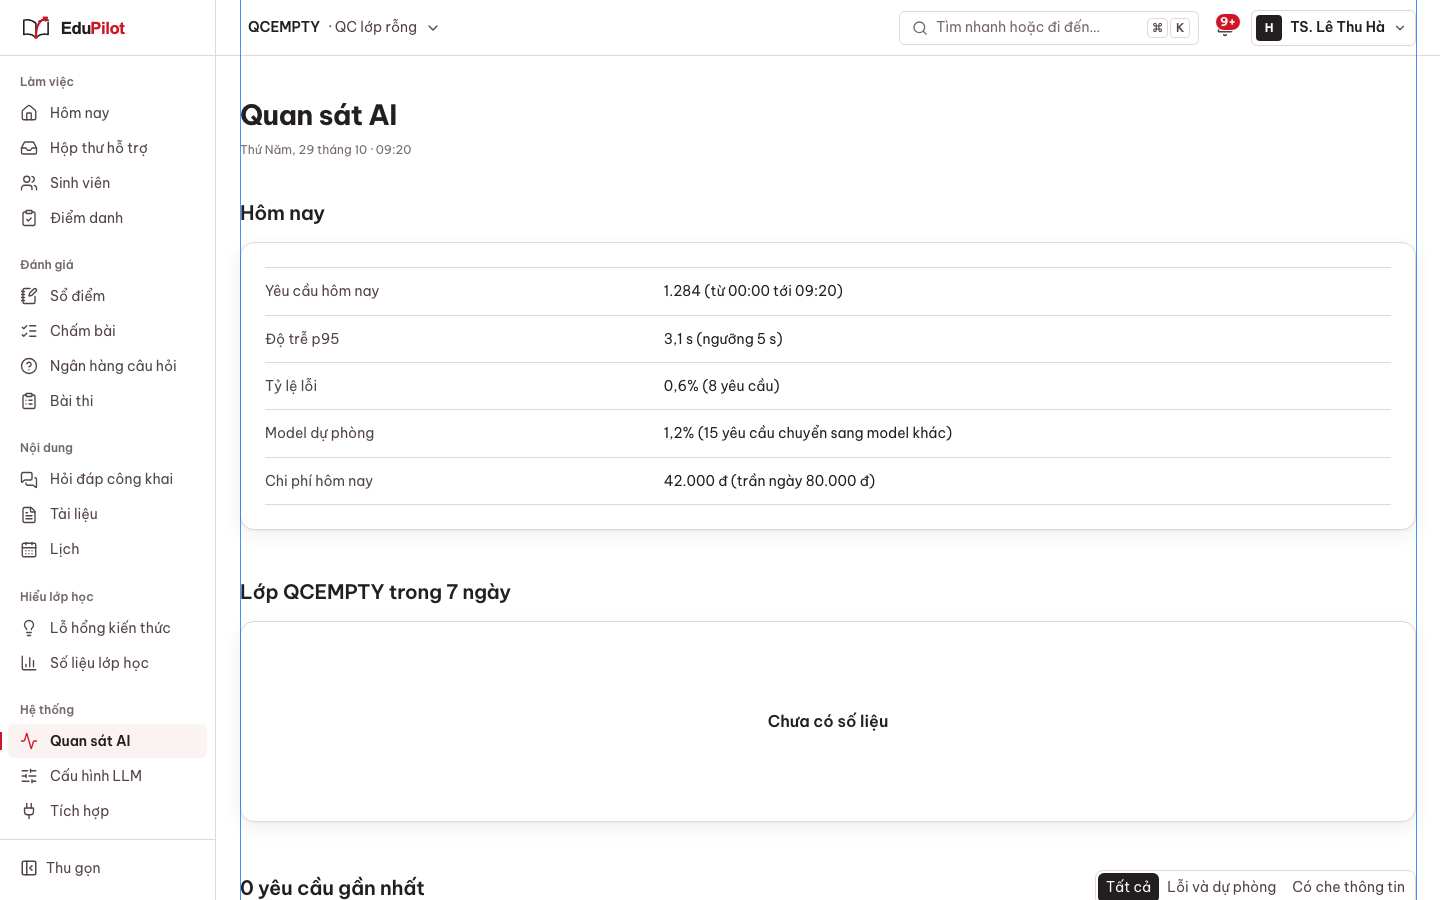 EduPilot
QCEMPTY · QC lớp rỗng
Tìm nhanh hoặc đi đến...
⌘ K
9+
H
TS. Lê Thu Hà
Làm việc
Hôm nay
Hộp thư hỗ trợ
Sinh viên
Điểm danh
Đánh giá
Sổ điểm
Chấm bài
Ngân hàng câu hỏi
Bài thi
Nội dung
Hỏi đáp công khai
Tài liệu
Lịch
Hiểu lớp học
Lỗ hổng kiến thức
Số liệu lớp học
Hệ thống
Quan sát AI
Cấu hình LLM
Tích hợp
Thu gọn
Quan sát AI
Thứ Năm, 29 tháng 10 · 09:20
Hôm nay
Yêu cầu hôm nay 1.284 (từ 00:00 tới 09:20)
Độ trễ p95 3,1 s (ngưỡng 5 s)
Tỷ lệ lỗi 0,6% (8 yêu cầu)
Model dự phòng 1,2% (15 yêu cầu chuyển sang model khác)
Chi phí hôm nay 42.000 đ (trần ngày 80.000 đ)
Lớp QCEMPTY trong 7 ngày
Chưa có số liệu
0 yêu cầu gần nhất
Tất cả Lỗi và dự phòng Có che thông tin